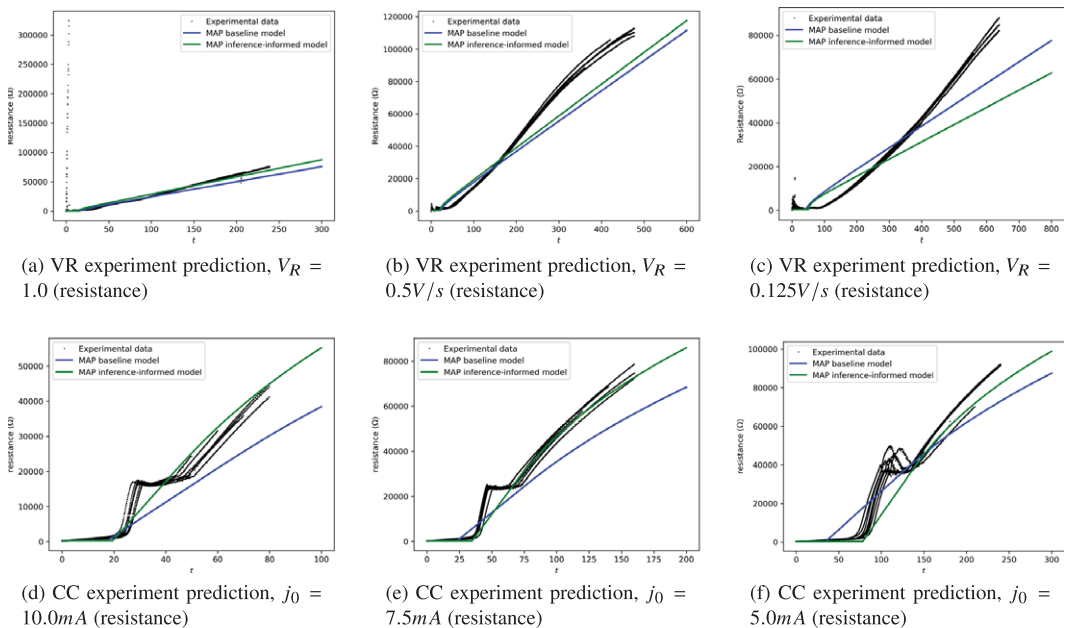 Experimental data
MAP baseline model
MAP inference-informed model
Resistance (Ω)
300000
250000
200000
150000
100000
50000
0
0 50 100 150 200 250 300
t
(a) VR experiment prediction, V_R =
1.0 (resistance)
Experimental data
MAP baseline model
MAP inference-informed model
Resistance (Ω)
120000
100000
80000
60000
40000
20000
0
0 100 200 300 400 500 600
t
(b) VR experiment prediction, V_R =
0.5V/s (resistance)
Experimental data
MAP baseline model
MAP inference-informed model
Resistance (Ω)
80000
60000
40000
20000
0
0 100 200 300 400 500 600 700 800
t
(c) VR experiment prediction, V_R =
0.125V/s (resistance)
Experimental data
MAP baseline model
MAP inference-informed model
resistance (Ω)
50000
40000
30000
20000
10000
0
0 20 40 60 80 100
t
(d) CC experiment prediction, j_0 =
10.0mA (resistance)
Experimental data
MAP baseline model
MAP inference-informed model
resistance (Ω)
80000
60000
40000
20000
0
0 25 50 75 100 125 150 175 200
t
(e) CC experiment prediction, j_0 =
7.5mA (resistance)
Experimental data
MAP baseline model
MAP inference-informed model
resistance (Ω)
100000
80000
60000
40000
20000
0
0 50 100 150 200 250 300
t
(f) CC experiment prediction, j_0 =
5.0mA (resistance)